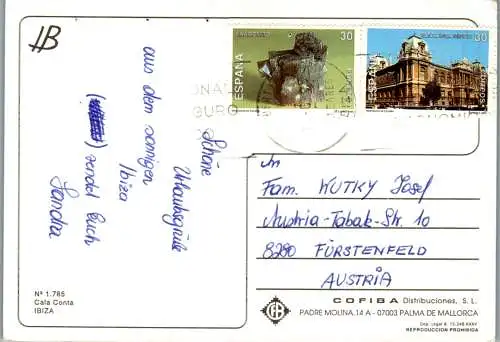 IB
Schöne
Urlaubsgrüße
aus dem sonnigen
Ibiza
sendet Euch
Sandra
Nº 1.785
Cala Conta
IBIZA
30
ESPAÑA
30
ESPAÑA
CORREOS
An
Fam. KUTKY Josef
Austria-Tabak-Str. 10
8280 FÜRSTENFELD
AUSTRIA
COFIBA Distribuciones, S. L.
PADRE MOLINA, 14 A - 07003 PALMA DE MALLORCA
REPRODUCCION PROHIBIDA